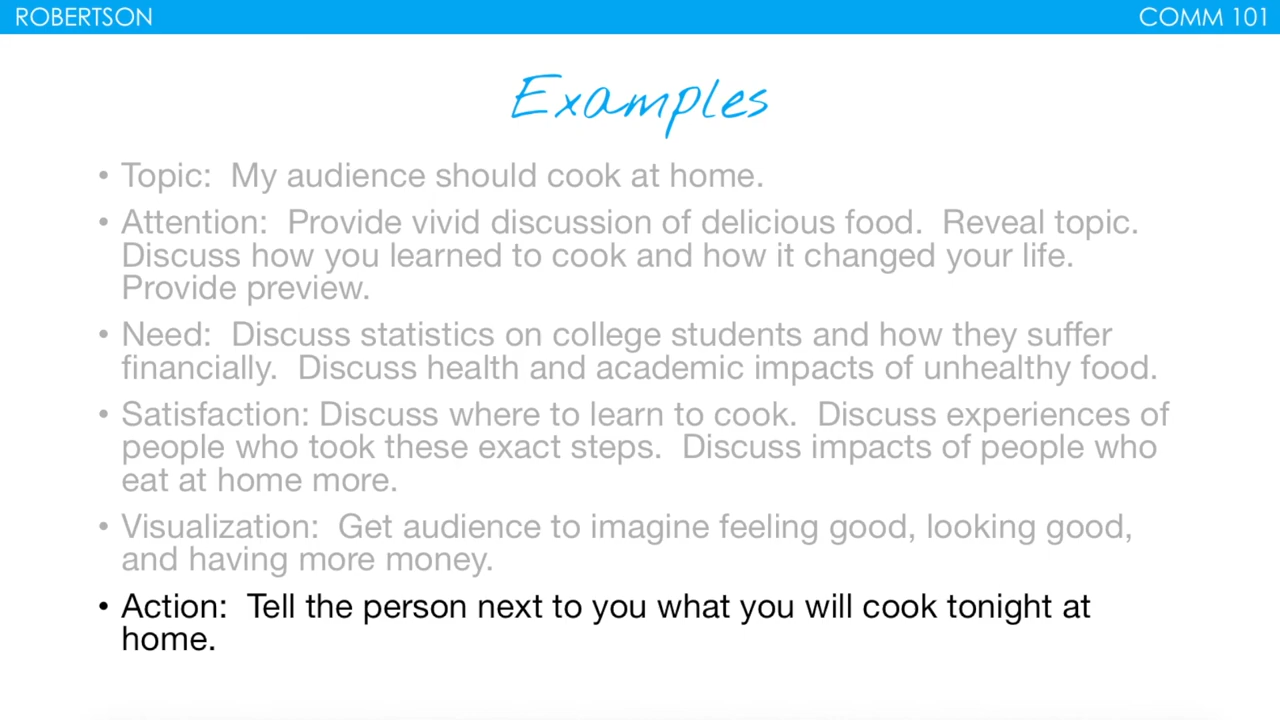 ROBERTSON
COMM 101
Examples
• Topic:  My audience should cook at home.
• Attention:  Provide vivid discussion of delicious food.  Reveal topic.
Discuss how you learned to cook and how it changed your life.
Provide preview.
• Need:  Discuss statistics on college students and how they suffer
financially.  Discuss health and academic impacts of unhealthy food.
• Satisfaction: Discuss where to learn to cook.  Discuss experiences of
people who took these exact steps.  Discuss impacts of people who
eat at home more.
• Visualization:  Get audience to imagine feeling good, looking good,
and having more money.
• Action:  Tell the person next to you what you will cook tonight at
home.